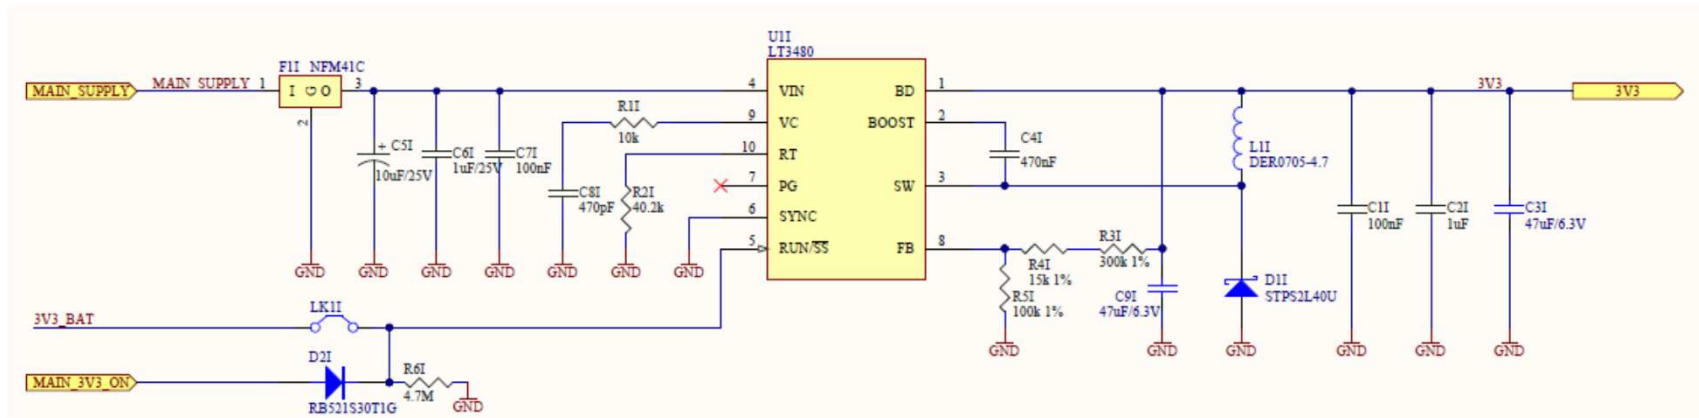 U1I
LT3480
F1I NFM41C
MAIN_SUPPLY
MAIN_SUPPLY
1
I G O
3
2
4
VIN
BD
1
3V3
3V3
9
VC
BOOST
2
10
RT
7
PG
SW
3
6
SYNC
5
RUN/SS
FB
8
R1I
10k
C5I
+
10uF/25V
C6I
1uF/25V
C7I
100nF
C8I
470pF
R2I
40.2k
C4I
470nF
L1I
DER0705-4.7
C1I
100nF
C2I
1uF
C3I
47uF/6.3V
R3I
300k 1%
R4I
15k 1%
R5I
100k 1%
C9I
47uF/6.3V
D1I
STPS2L40U
GND
GND
GND
GND
GND
GND
GND
GND
GND
GND
GND
GND
GND
LK1I
3V3_BAT
D2I
MAIN_3V3_ON
RB521S30T1G
R6I
4.7M
GND